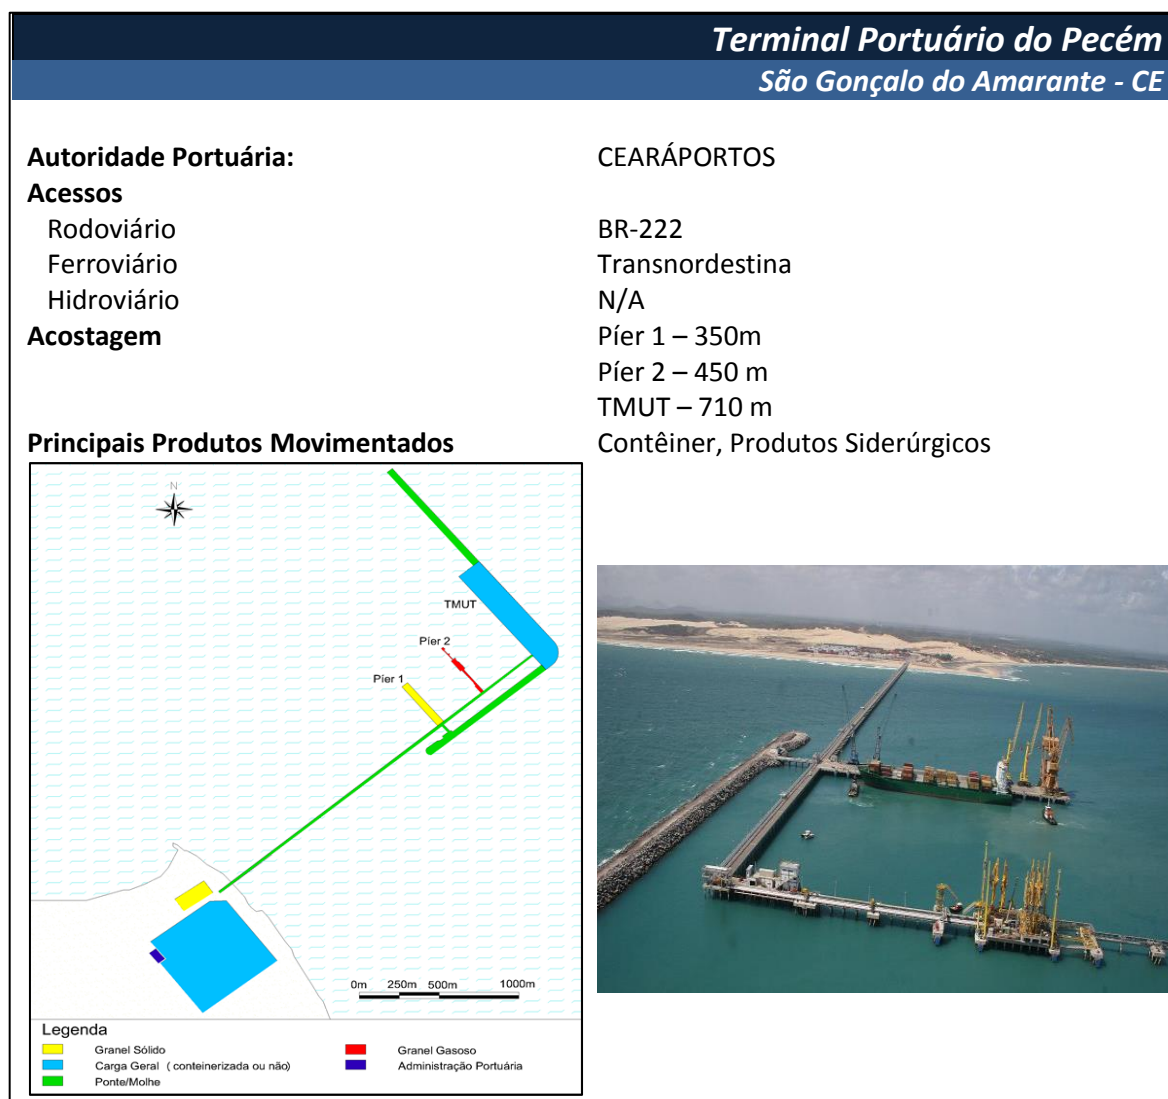 Terminal Portuário do Pecém
São Gonçalo do Amarante - CE
Autoridade Portuária: CEARÁPORTOS
Acessos
Rodoviário BR-222
Ferroviário Transnordestina
Hidroviário N/A
Acostagem Píer 1 – 350m
Píer 2 – 450 m
TMUT – 710 m
Principais Produtos Movimentados Contêiner, Produtos Siderúrgicos
N
TMUT
Píer 2
Píer 1
0m 250m 500m 1000m
Legenda
Granel Sólido Granel Gasoso
Carga Geral ( conteinerizada ou não) Administração Portuária
Ponte/Molhe